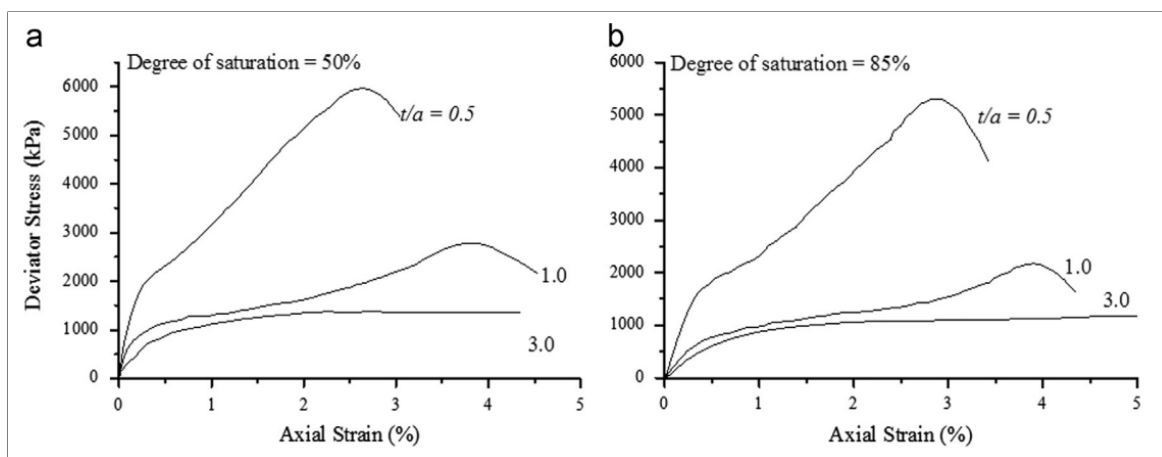 a
Degree of saturation = 50%
6000
5000
4000
3000
2000
1000
0
Deviator Stress (kPa)
t/a = 0.5
1.0
3.0
0 1 2 3 4 5
Axial Strain (%)
b
6000
Degree of saturation = 85%
5000
4000
3000
2000
1000
0
t/a = 0.5
1.0
3.0
0 1 2 3 4 5
Axial Strain (%)